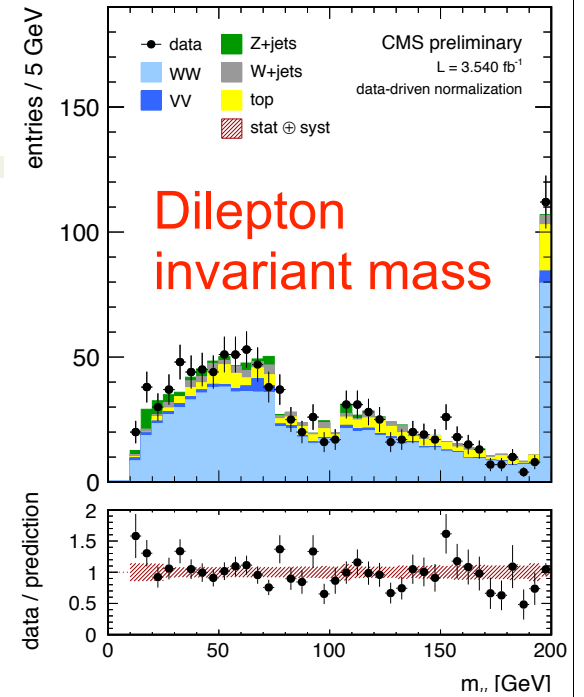 entries / 5 GeV
150
100
50
0
data
WW
VV
Z+jets
W+jets
top
stat ⊕ syst
CMS preliminary
L = 3.540 fb⁻¹
data-driven normalization
Dilepton
invariant mass
data / prediction
2
1.5
1
0.5
0
0 50 100 150 200
m_ll [GeV]